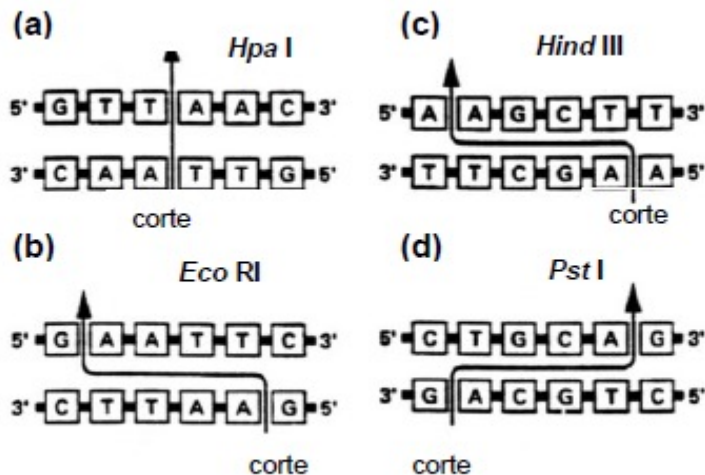 (a)
Hpa I
5' G T T A A C 3'
3' C A A T T G 5'
corte
(b)
Eco RI
5' G A A T T C 3'
3' C T T A A G 5'
corte
(c)
Hind III
5' A A G C T T 3'
3' T T C G A A 5'
corte
(d)
Pst I
5' C T G C A G 3'
3' G A C G T C 5'
corte